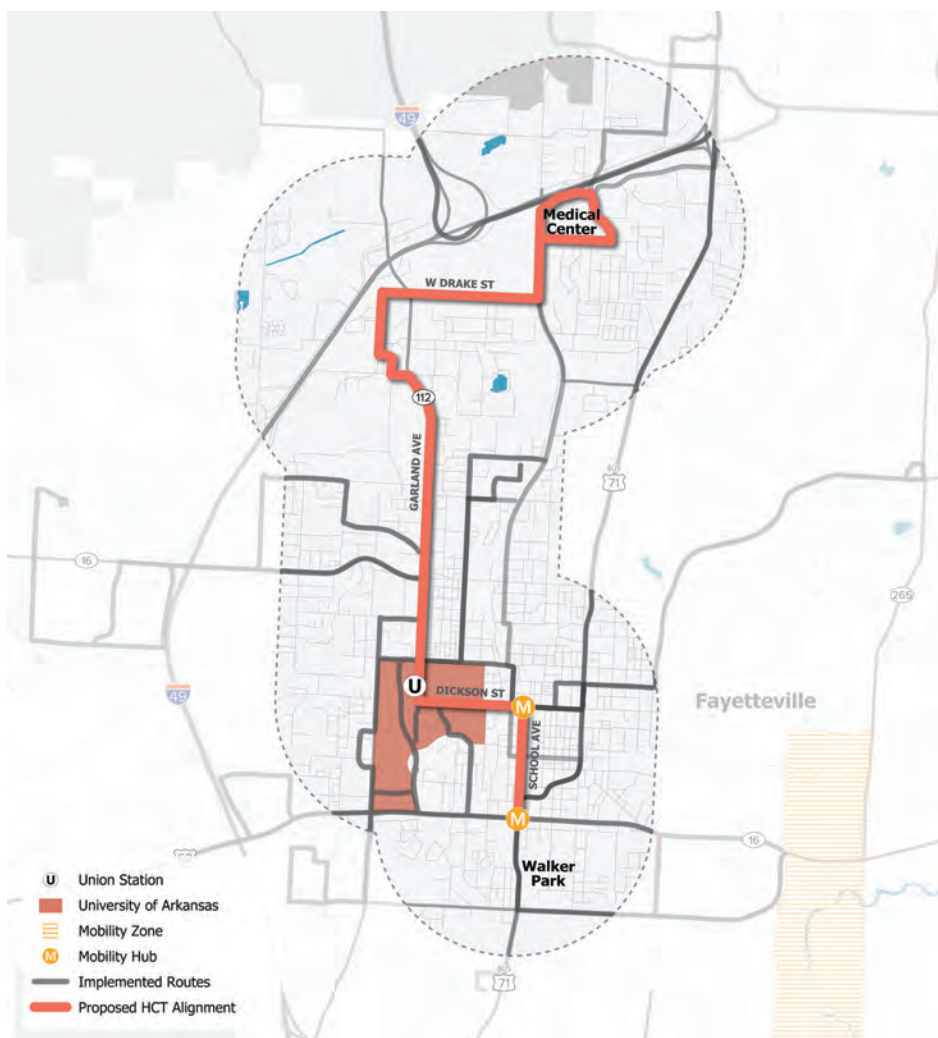 49
Medical
Center
W DRAKE ST
112
GARLAND AVE
71
16
265
U
DICKSON ST
M
Fayetteville
49
SCHOOL AVE
M
16
Walker
Park
U Union Station
University of Arkansas
Mobility Zone
M Mobility Hub
Implemented Routes
Proposed HCT Alignment
71